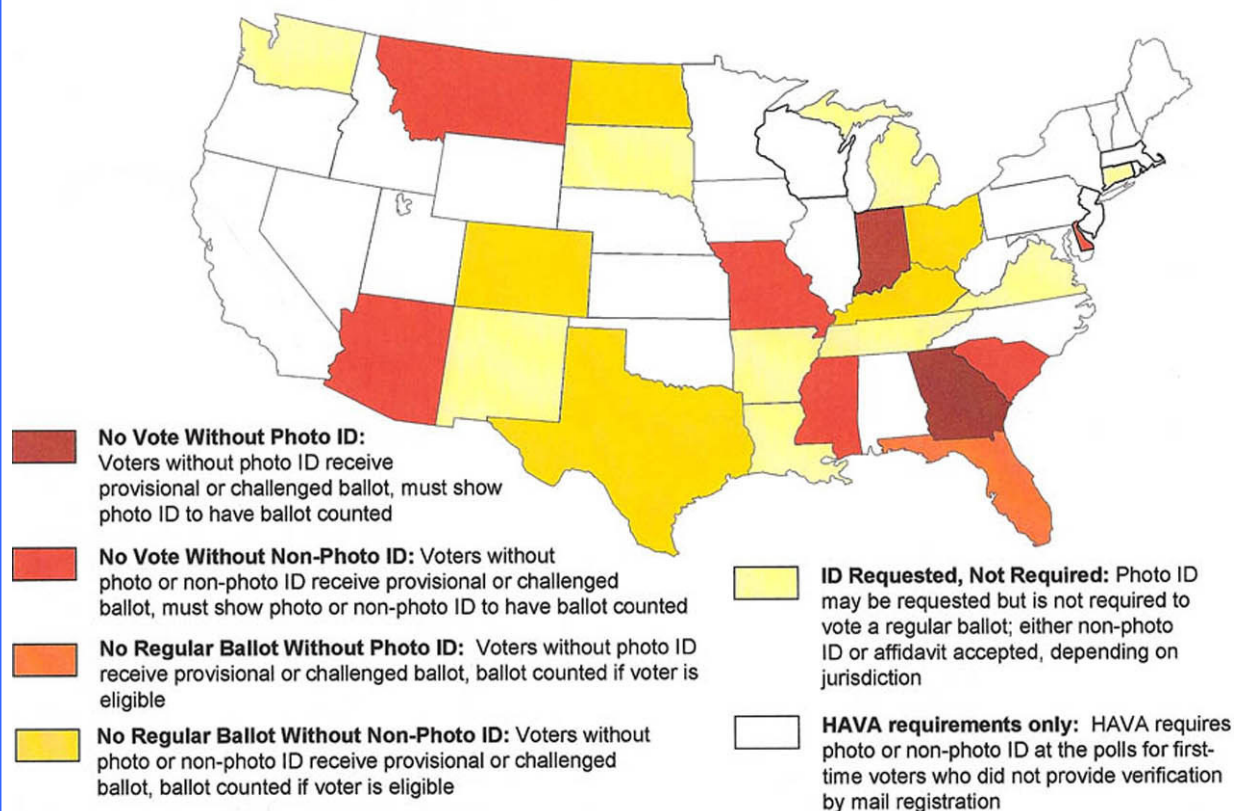 No Vote Without Photo ID:
Voters without photo ID receive
provisional or challenged ballot, must show
photo ID to have ballot counted
No Vote Without Non-Photo ID: Voters without
photo or non-photo ID receive provisional or challenged
ballot, must show photo or non-photo ID to have ballot counted
No Regular Ballot Without Photo ID: Voters without photo ID
receive provisional or challenged ballot, ballot counted if voter is
eligible
No Regular Ballot Without Non-Photo ID: Voters without
photo or non-photo ID receive provisional or challenged
ballot, ballot counted if voter is eligible
ID Requested, Not Required: Photo ID
may be requested but is not required to
vote a regular ballot; either non-photo
ID or affidavit accepted, depending on
jurisdiction
HAVA requirements only: HAVA requires
photo or non-photo ID at the polls for first-
time voters who did not provide verification
by mail registration